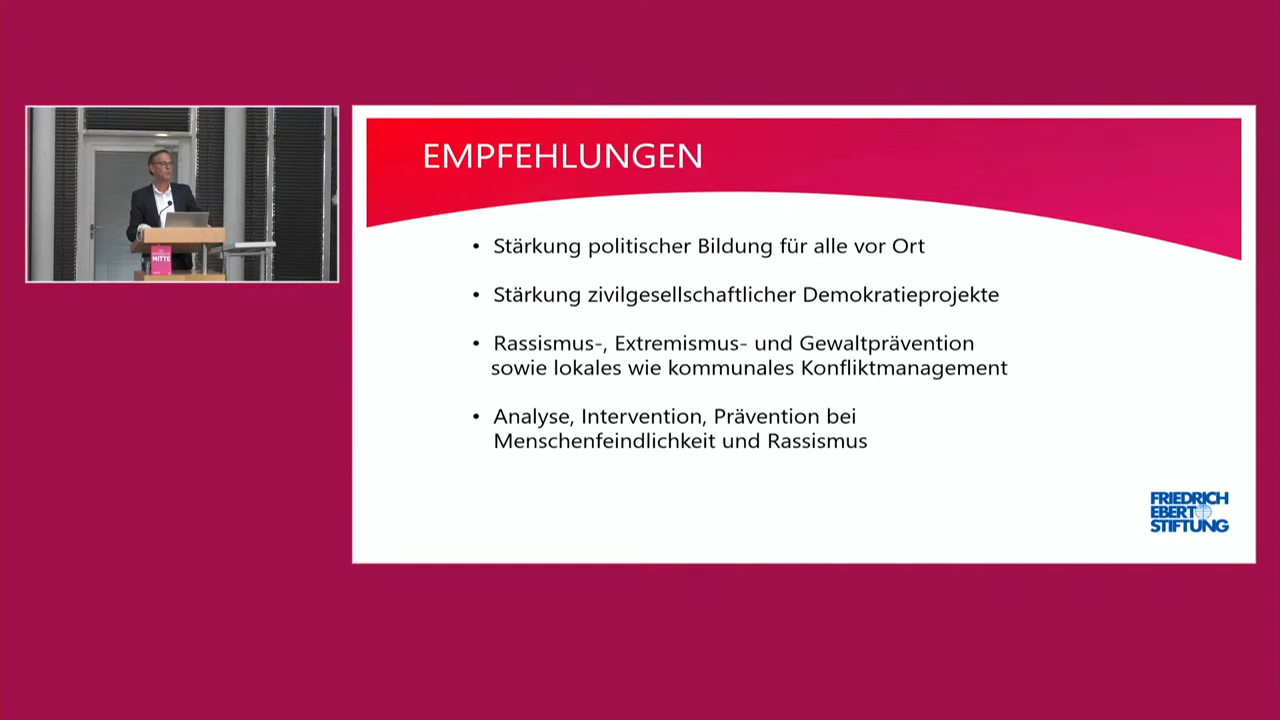 MITTE
EMPFEHLUNGEN
• Stärkung politischer Bildung für alle vor Ort
• Stärkung zivilgesellschaftlicher Demokratieprojekte
• Rassismus-, Extremismus- und Gewaltprävention
sowie lokales wie kommunales Konfliktmanagement
• Analyse, Intervention, Prävention bei
Menschenfeindlichkeit und Rassismus
FRIEDRICH
EBERT
STIFTUNG